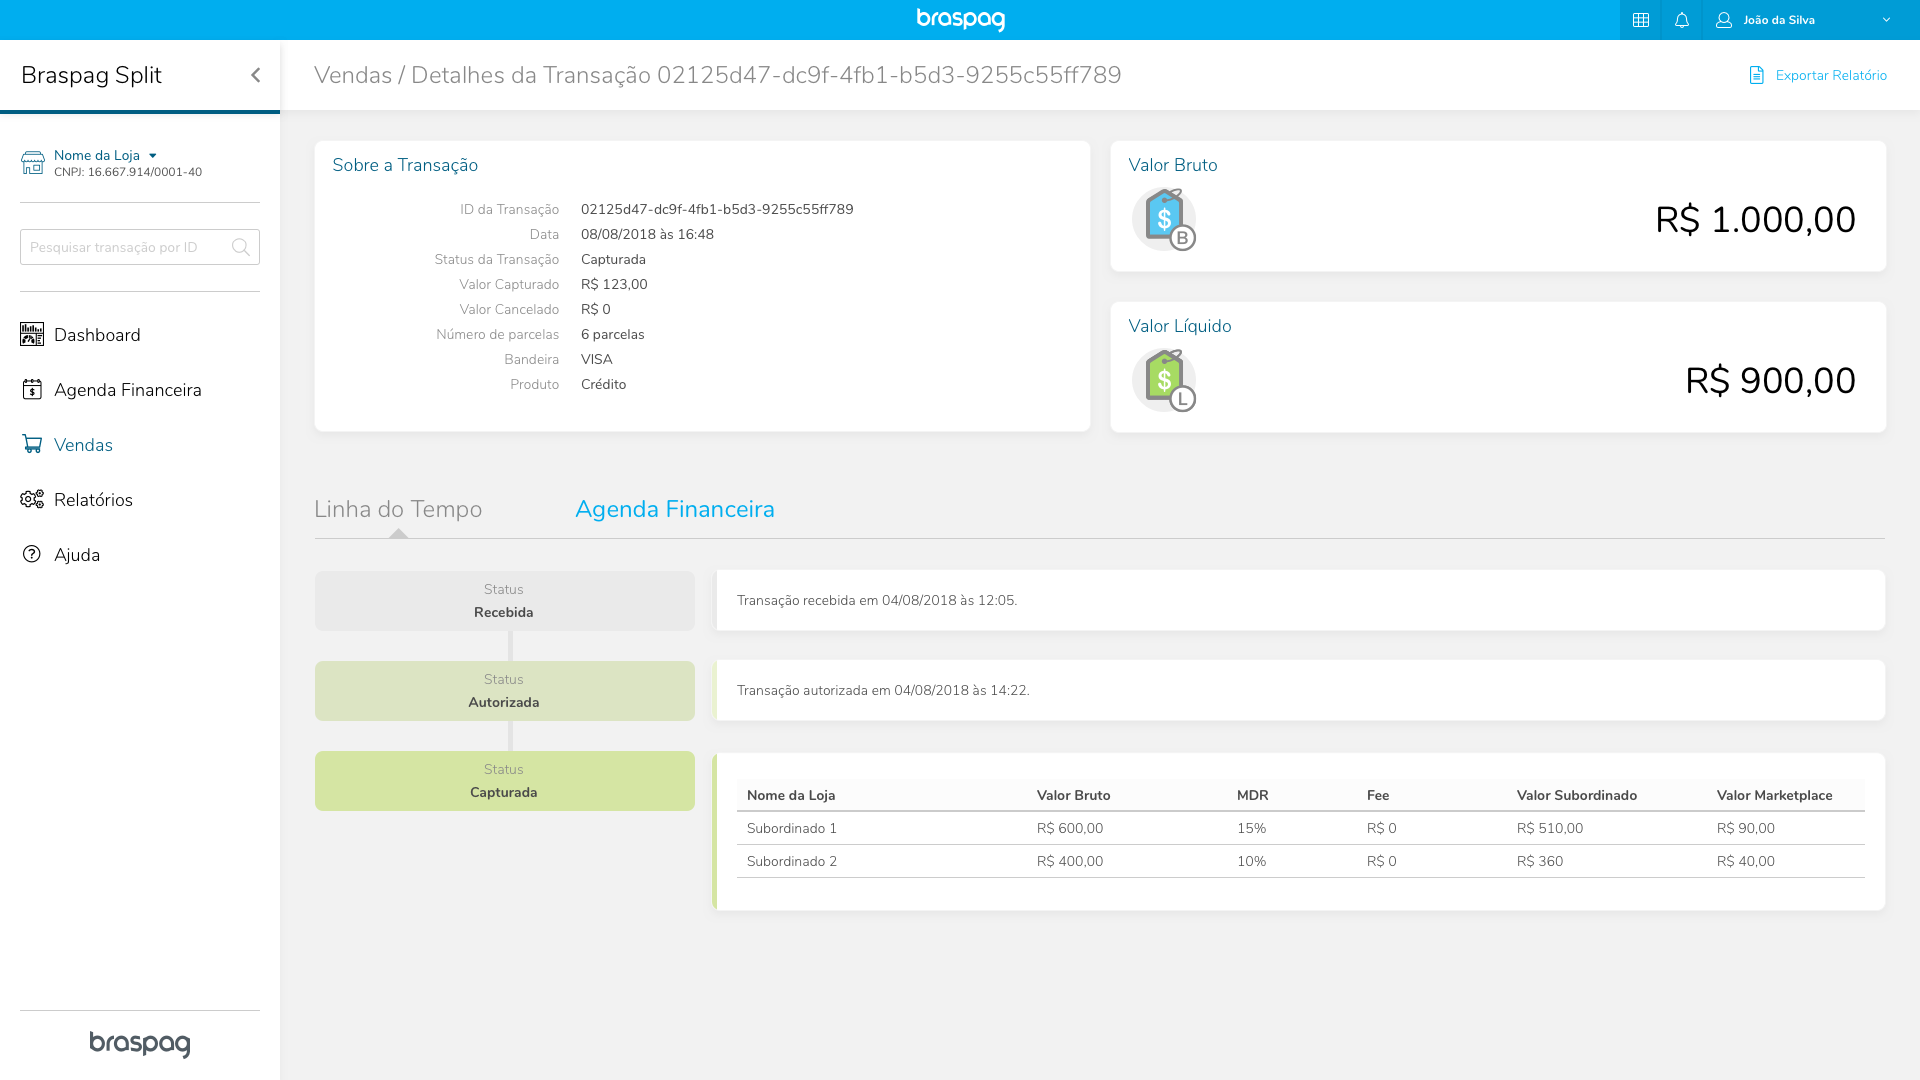 braspag
João da Silva
Braspag Split
Vendas / Detalhes da Transação 02125d47-dc9f-4fb1-b5d3-9255c55ff789
Exportar Relatório
Nome da Loja
CNPJ: 16.667.914/0001-40
Pesquisar transação por ID
Dashboard
Agenda Financeira
Vendas
Relatórios
Ajuda
braspag
Sobre a Transação
ID da Transação 02125d47-dc9f-4fb1-b5d3-9255c55ff789
Data 08/08/2018 às 16:48
Status da Transação Capturada
Valor Capturado R$ 123,00
Valor Cancelado R$ 0
Número de parcelas 6 parcelas
Bandeira VISA
Produto Crédito
Valor Bruto
$
B
R$ 1.000,00
Valor Líquido
$
L
R$ 900,00
Linha do Tempo Agenda Financeira
Status
Recebida
Transação recebida em 04/08/2018 às 12:05.
Status
Autorizada
Transação autorizada em 04/08/2018 às 14:22.
Status
Capturada
Nome da Loja Valor Bruto MDR Fee Valor Subordinado Valor Marketplace
Subordinado 1 R$ 600,00 15% R$ 0 R$ 510,00 R$ 90,00
Subordinado 2 R$ 400,00 10% R$ 0 R$ 360 R$ 40,00